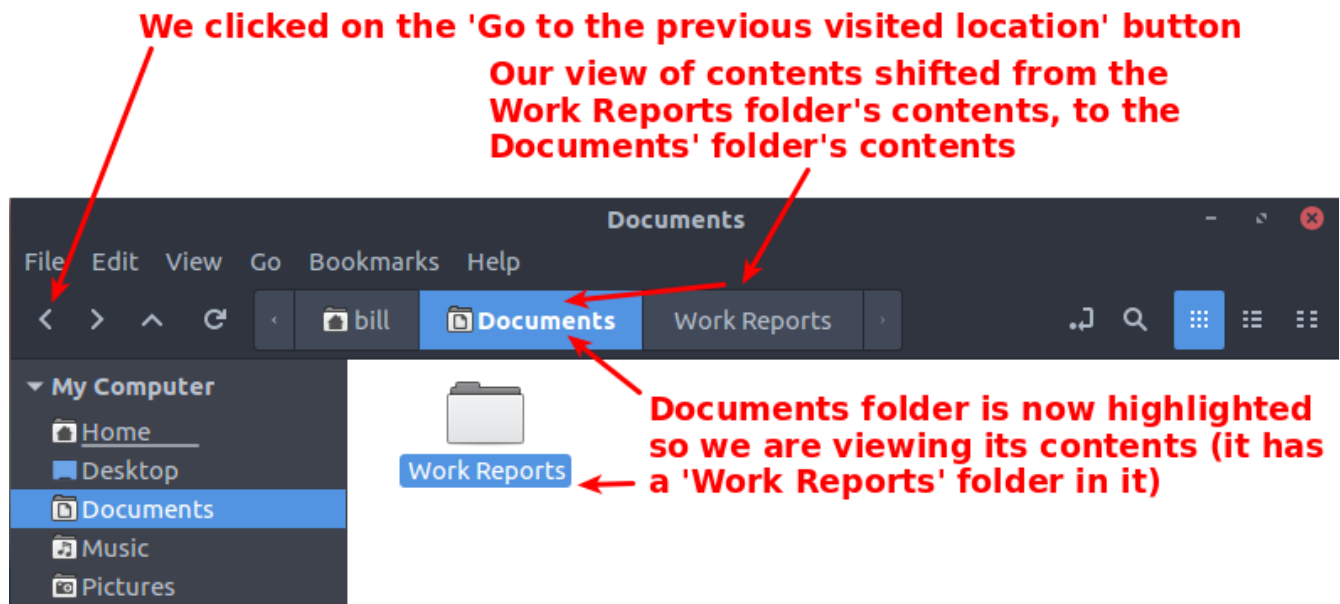 We clicked on the 'Go to the previous visited location' button
Our view of contents shifted from the
Work Reports folder's contents, to the
Documents' folder's contents
Documents
File Edit View Go Bookmarks Help
bill Documents Work Reports
My Computer
Home
Desktop
Documents
Music
Pictures
Work Reports
Documents folder is now highlighted
so we are viewing its contents (it has
a 'Work Reports' folder in it)